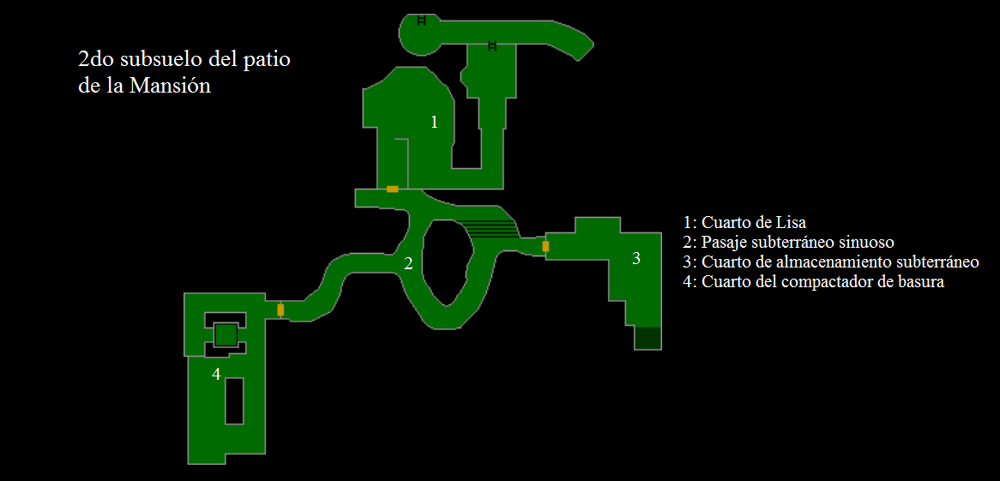 2do subsuelo del patio
de la Mansión
1
2
3
4
1: Cuarto de Lisa
2: Pasaje subterráneo sinuoso
3: Cuarto de almacenamiento subterráneo
4: Cuarto del compactador de basura